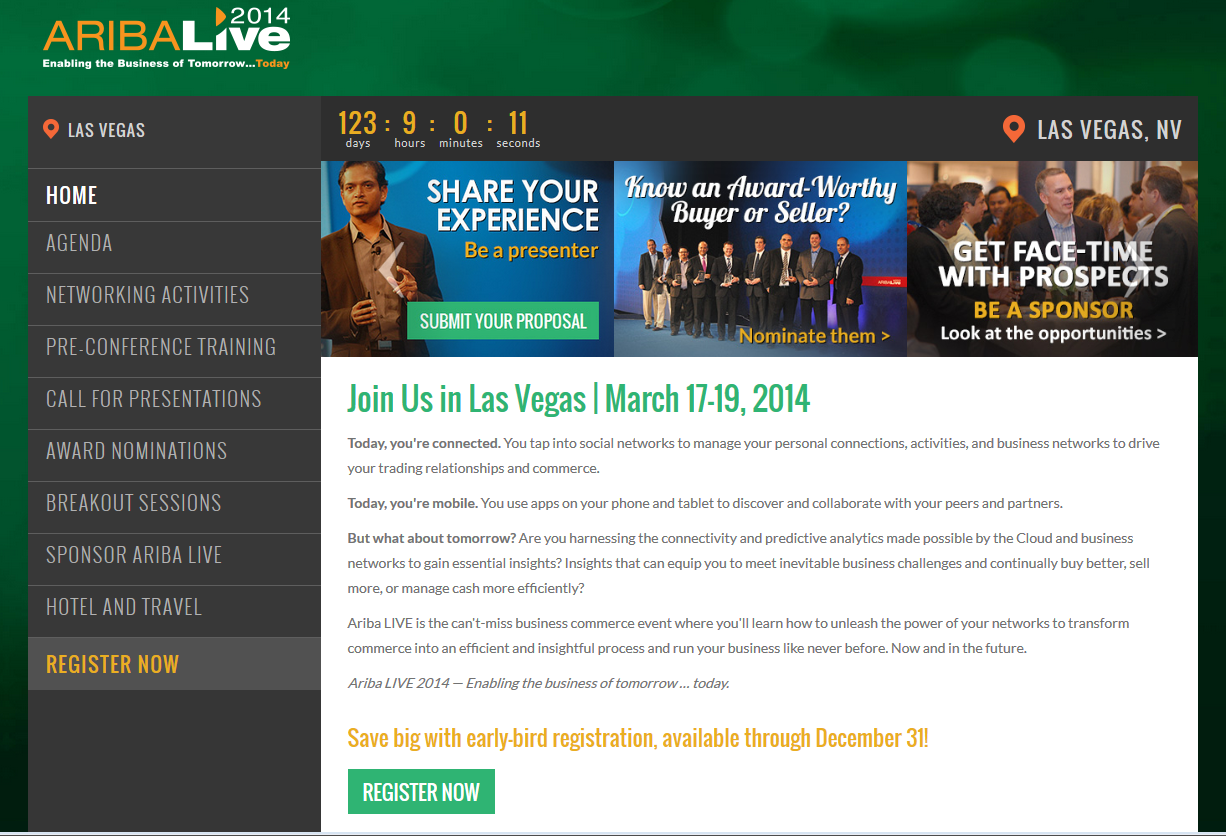 2014
ARIBA LIVE
Enabling the Business of Tomorrow...Today
LAS VEGAS
HOME
AGENDA
NETWORKING ACTIVITIES
PRE-CONFERENCE TRAINING
CALL FOR PRESENTATIONS
AWARD NOMINATIONS
BREAKOUT SESSIONS
SPONSOR ARIBA LIVE
HOTEL AND TRAVEL
REGISTER NOW
123 : 9 : 0 : 11
days hours minutes seconds
LAS VEGAS, NV
SHARE YOUR
EXPERIENCE
Be a presenter
SUBMIT YOUR PROPOSAL
Know an Award-Worthy
Buyer or Seller?
ARIBA LIVE
Nominate them >
GET FACE-TIME
WITH PROSPECTS
BE A SPONSOR
Look at the opportunities >
Join Us in Las Vegas | March 17-19, 2014
Today, you're connected. You tap into social networks to manage your personal connections, activities, and business networks to drive
your trading relationships and commerce.
Today, you're mobile. You use apps on your phone and tablet to discover and collaborate with your peers and partners.
But what about tomorrow? Are you harnessing the connectivity and predictive analytics made possible by the Cloud and business
networks to gain essential insights? Insights that can equip you to meet inevitable business challenges and continually buy better, sell
more, or manage cash more efficiently?
Ariba LIVE is the can't-miss business commerce event where you'll learn how to unleash the power of your networks to transform
commerce into an efficient and insightful process and run your business like never before. Now and in the future.
Ariba LIVE 2014 — Enabling the business of tomorrow ... today.
Save big with early-bird registration, available through December 31!
REGISTER NOW